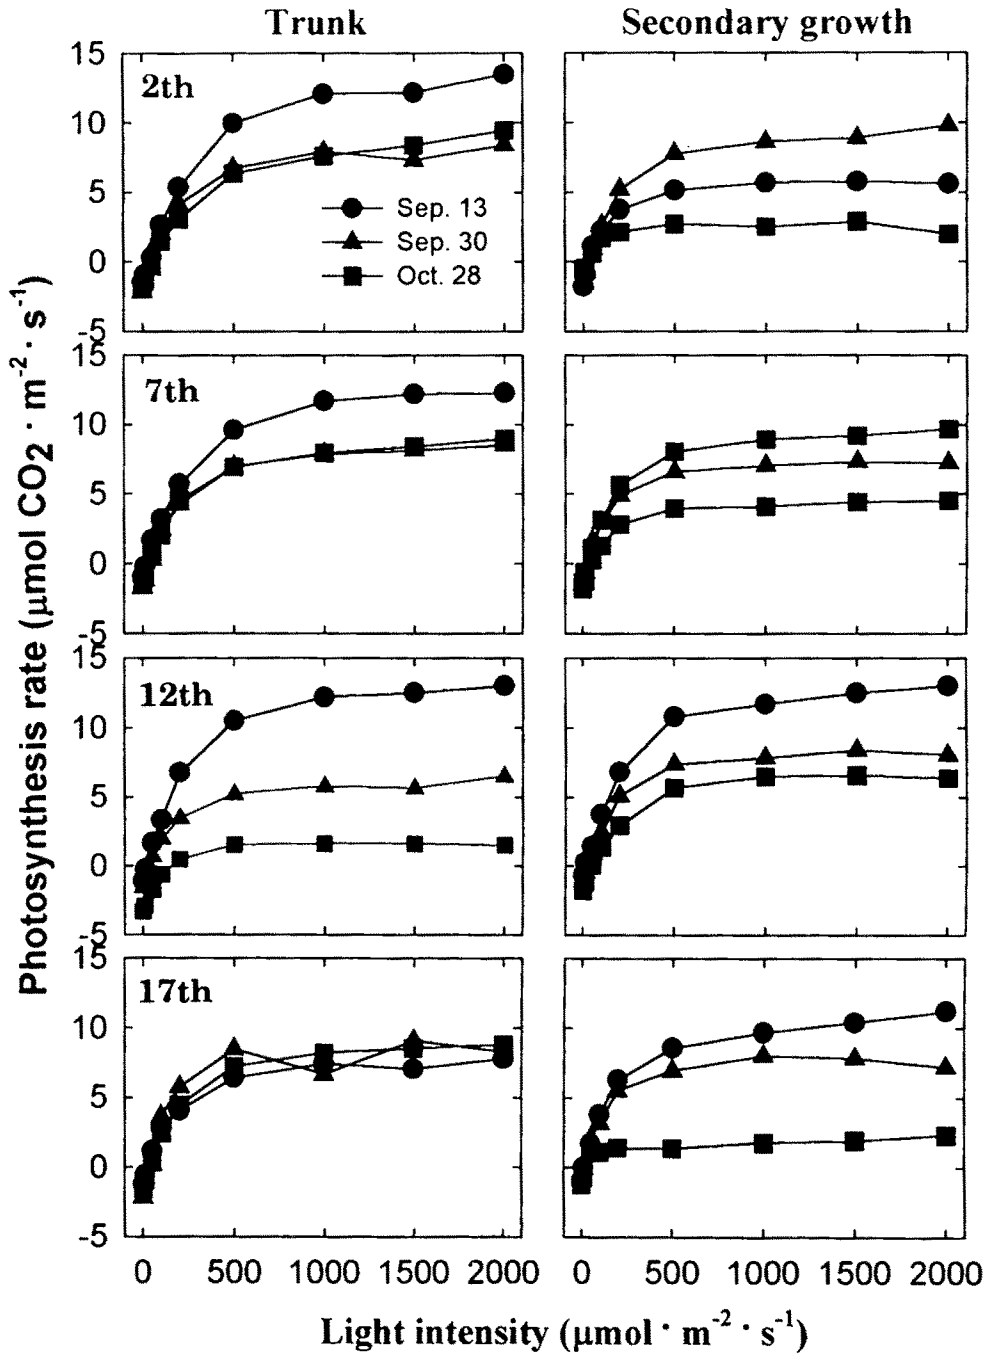 Trunk Secondary growth
15
10
5
0
-5
2th
Sep. 13
Sep. 30
Oct. 28
15
10
5
0
-5
7th
15
10
5
0
-5
12th
15
10
5
0
-5
17th
0 500 1000 1500 2000 0 500 1000 1500 2000
Photosynthesis rate (μmol CO2 · m-2 · s-1)
Light intensity (μmol · m-2 · s-1)